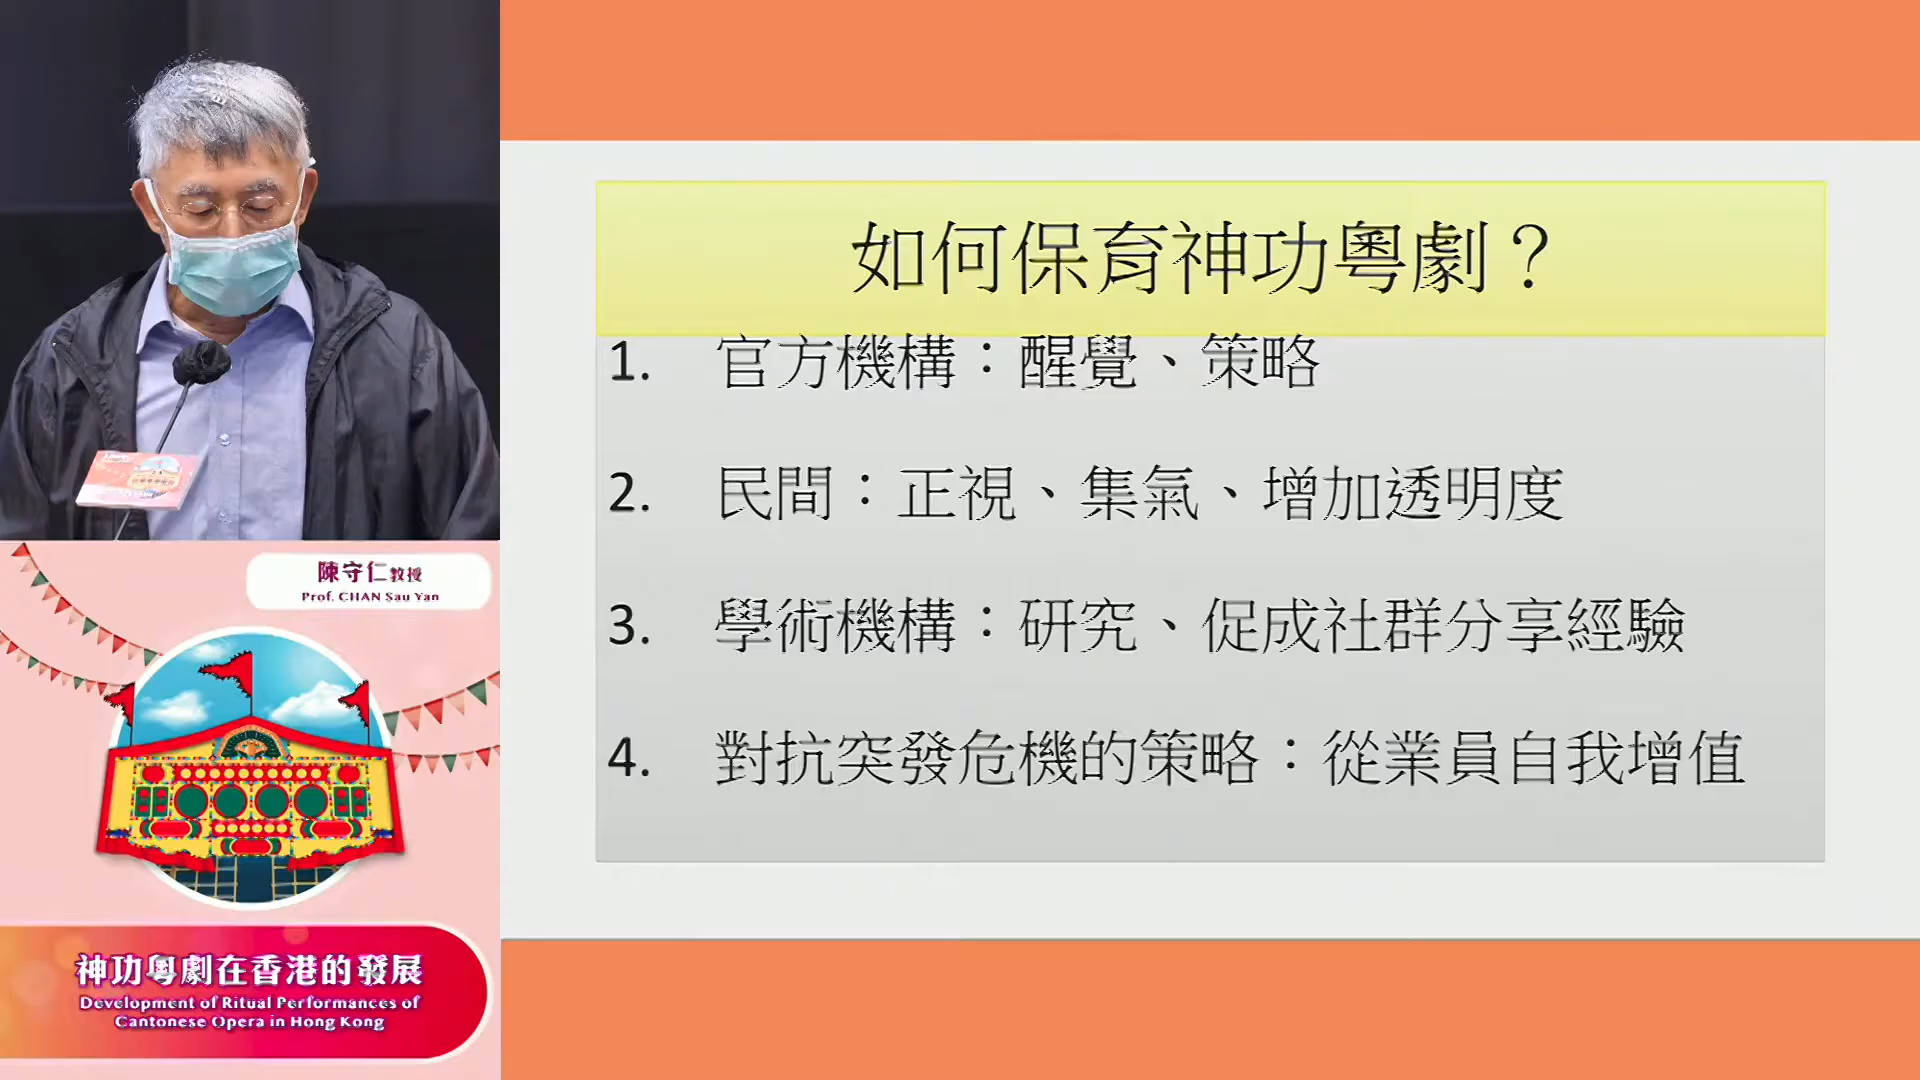 如何保育神功粵劇？
1. 官方機構：醒覺、策略
2. 民間：正視、集氣、增加透明度
3. 學術機構：研究、促成社群分享經驗
4. 對抗突發危機的策略：從業員自我增值
陳守仁教授
Prof. CHAN Sau Yan
神功粵劇在香港的發展
Development of Ritual Performances of
Cantonese Opera in Hong Kong